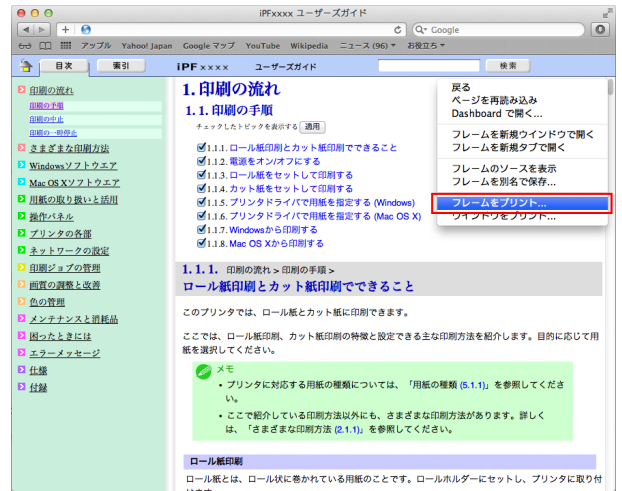 iPFxxxx ユーザーズガイド
Google
アップル Yahoo! Japan Google マップ YouTube Wikipedia ニュース (96) お役立ち
目次 索引 iPF xxxx ユーザーズガイド 検索
印刷の流れ
印刷の手順
印刷の中止
印刷の一時停止
さまざまな印刷方法
Windowsソフトウエア
Mac OS Xソフトウエア
用紙の取り扱いと活用
操作パネル
プリンタの各部
ネットワークの設定
印刷ジョブの管理
画質の調整と改善
色の管理
メンテナンスと消耗品
困ったときには
エラーメッセージ
仕様
付録
1. 印刷の流れ
1. 1. 印刷の手順
チェックしたトピックを表示する 適用
1.1.1. ロール紙印刷とカット紙印刷でできること
1.1.2. 電源をオン/オフにする
1.1.3. ロール紙をセットして印刷する
1.1.4. カット紙をセットして印刷する
1.1.5. プリンタドライバで用紙を指定する (Windows)
1.1.6. プリンタドライバで用紙を指定する (Mac OS X)
1.1.7. Windowsから印刷する
1.1.8. Mac OS Xから印刷する
戻る
ページを再読み込み
Dashboard で開く...
フレームを新規ウインドウで開く
フレームを新規タブで開く
フレームのソースを表示
フレームを別名で保存...
フレームをプリント...
ウインドウをプリント...
1. 1. 1. 印刷の流れ > 印刷の手順 >
ロール紙印刷とカット紙印刷でできること
このプリンタでは、ロール紙とカット紙に印刷できます。
ここでは、ロール紙印刷、カット紙印刷の特徴と設定できる主な印刷方法を紹介します。目的に応じて用
紙を選択してください。
メモ
• プリンタに対応する用紙の種類については、「用紙の種類 (5.1.1)」を参照してくださ
い。
• ここで紹介している印刷方法以外にも、さまざまな印刷方法があります。詳しく
は、「さまざまな印刷方法 (2.1.1)」を参照してください。
ロール紙印刷
ロール紙とは、ロール状に巻かれている用紙のことです。ロールホルダーにセットし、プリンタに取り付